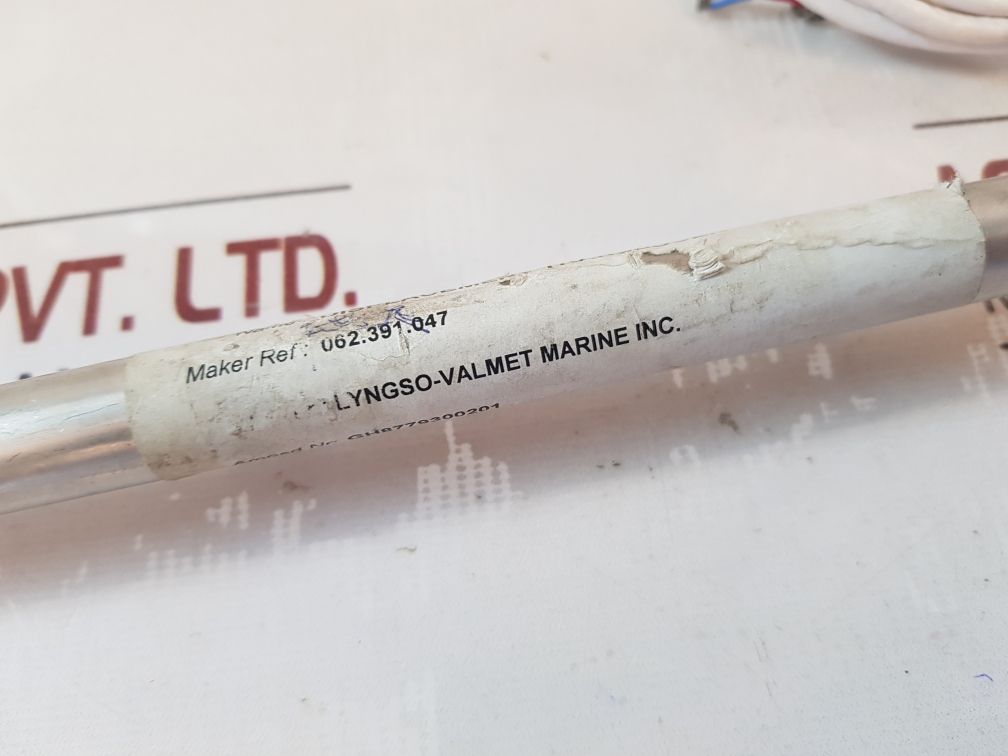 PVT. LTD.
Maker Ref : 062.391.047
LYNGSO-VALMET MARINE INC.